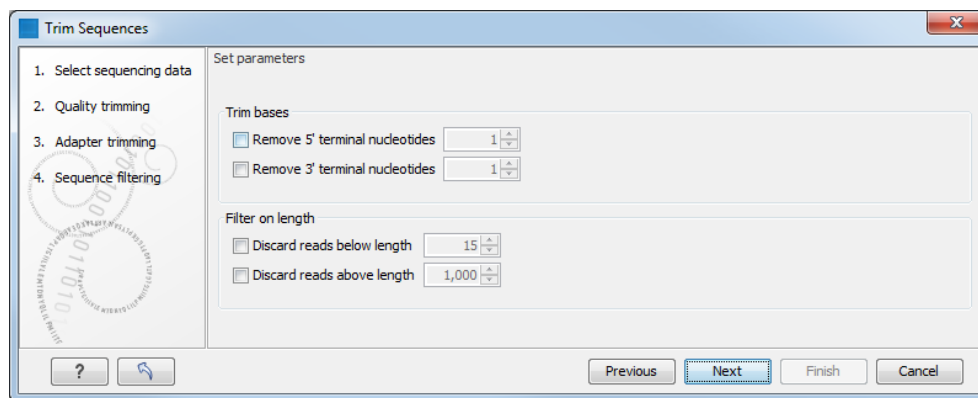 Trim Sequences
1. Select sequencing data
2. Quality trimming
3. Adapter trimming
4. Sequence filtering
Set parameters
Trim bases
Remove 5' terminal nucleotides 1
Remove 3' terminal nucleotides 1
Filter on length
Discard reads below length 15
Discard reads above length 1,000
? Previous Next Finish Cancel